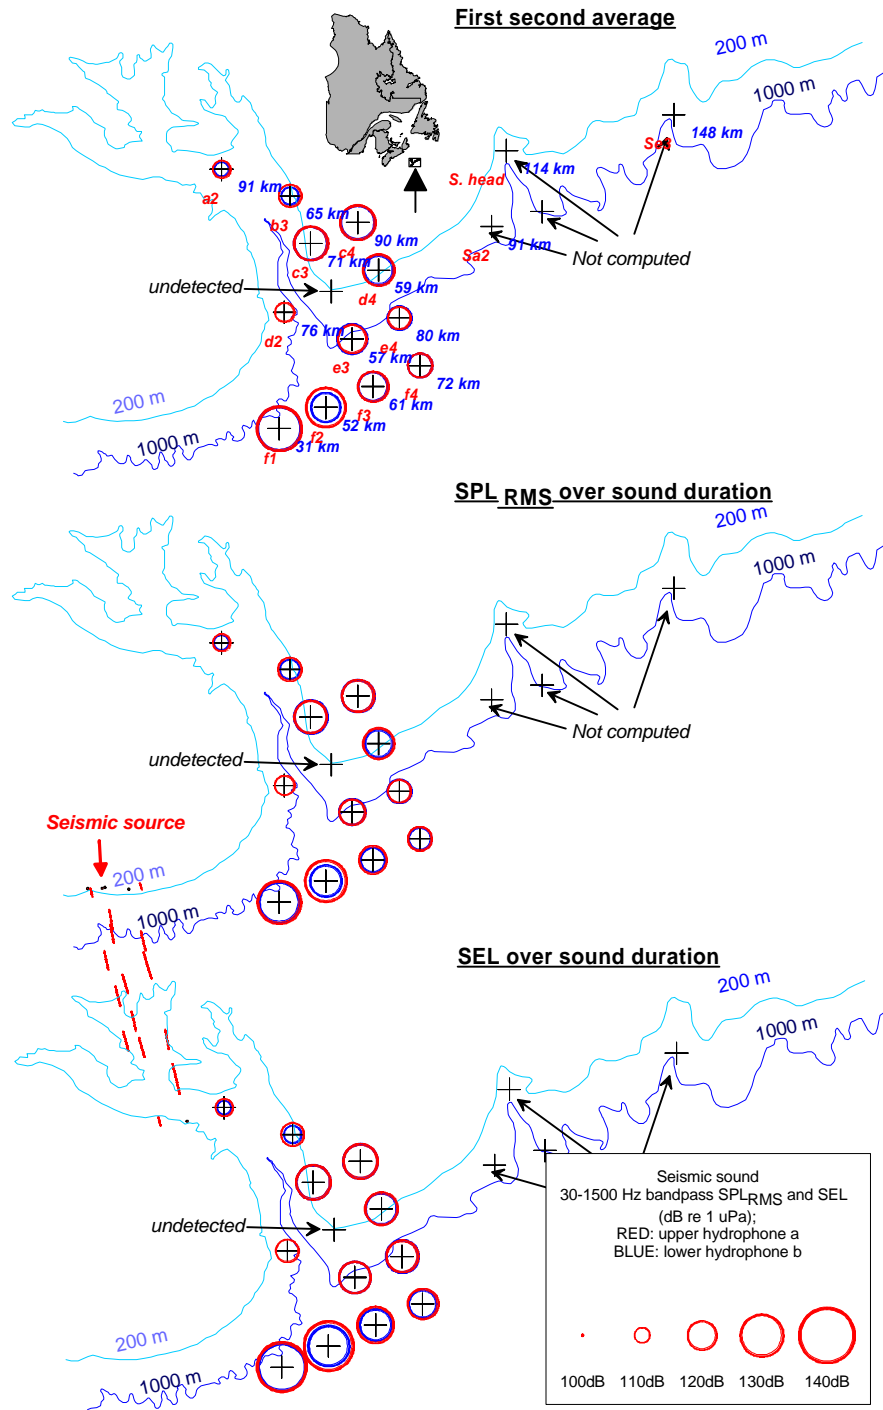 First second average
200 m
1000 m
148 km
Se2
114 km
S. head
a2
91 km
65 km
b3
90 km
c4
91 km
71 km
Sa2
Not computed
c3
undetected
59 km
d4
76 km
80 km
d2
e4
57 km
e3
72 km
f4
200 m
61 km
f3
52 km
f2
1000 m
31 km
f1
SPL RMS over sound duration
200 m
1000 m
Not computed
undetected
Seismic source
200 m
1000 m
SEL over sound duration
200 m
1000 m
undetected
Seismic sound
30-1500 Hz bandpass SPLRMS and SEL
(dB re 1 uPa);
RED: upper hydrophone a
BLUE: lower hydrophone b
200 m
1000 m
100dB 110dB 120dB 130dB 140dB